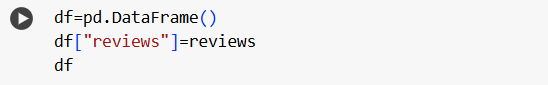 df=pd.DataFrame()
df["reviews"]=reviews
df